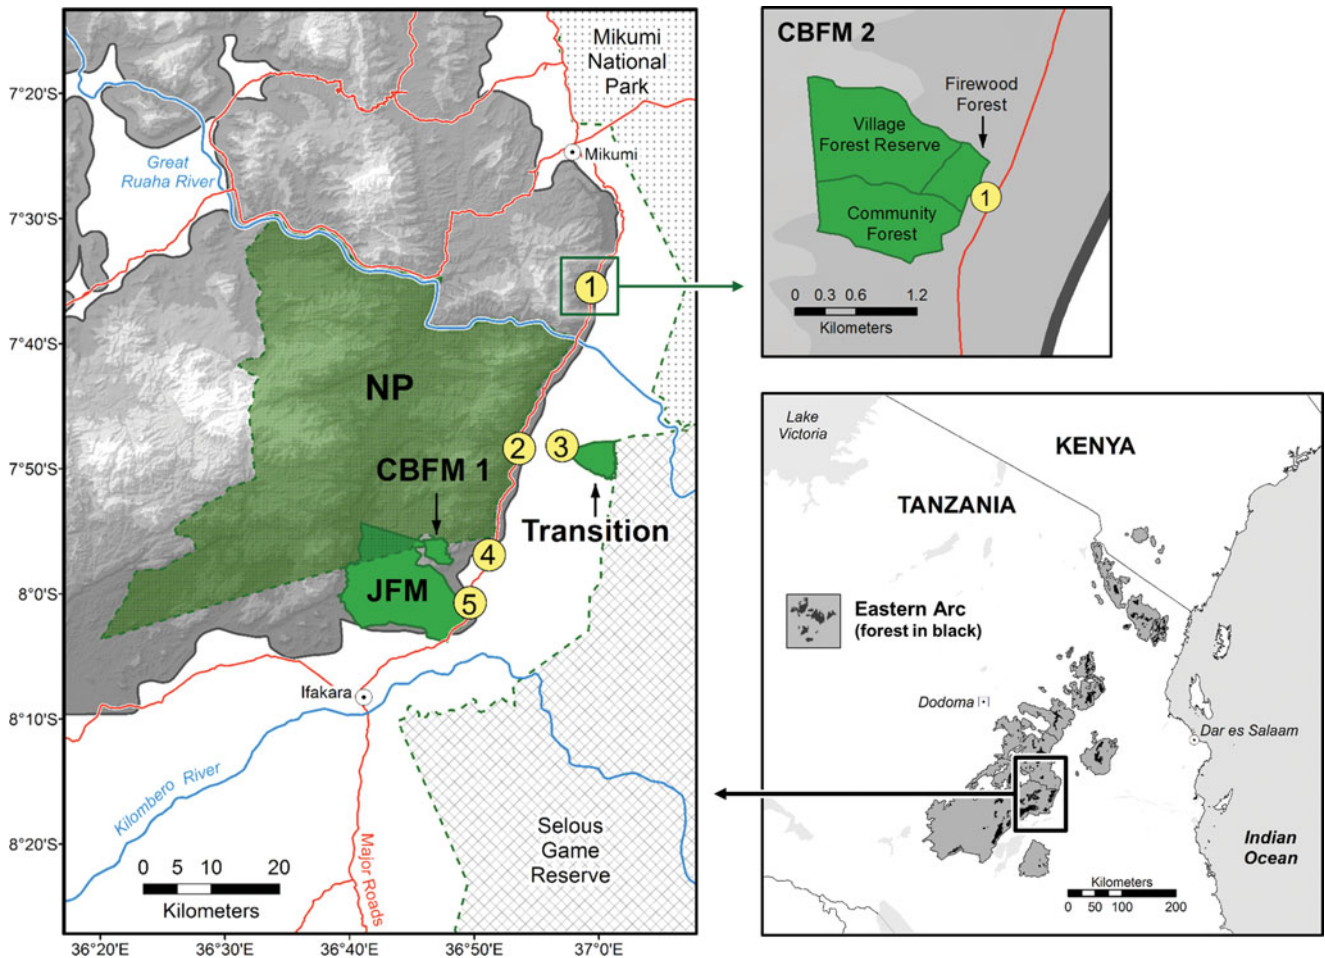 Mikumi
National
Park
7°20'S
Great
Ruaha River
Mikumi
7°30'S
1
7°40'S
NP
2
3
7°50'S
CBFM 1
Transition
4
8°0'S
JFM
5
Ifakara
8°10'S
Kilombero River
Selous
Game
Reserve
8°20'S
0 5 10 20
Kilometers
Major Roads
36°20'E 36°30'E 36°40'E 36°50'E 37°0'E
CBFM 2
Firewood
Forest
Village
Forest Reserve
1
Community
Forest
0 0.3 0.6 1.2
Kilometers
Lake
Victoria
KENYA
TANZANIA
Eastern Arc
(forest in black)
Dodoma
Dar es Salaam
Indian
Ocean
Kilometers
0 50 100 200